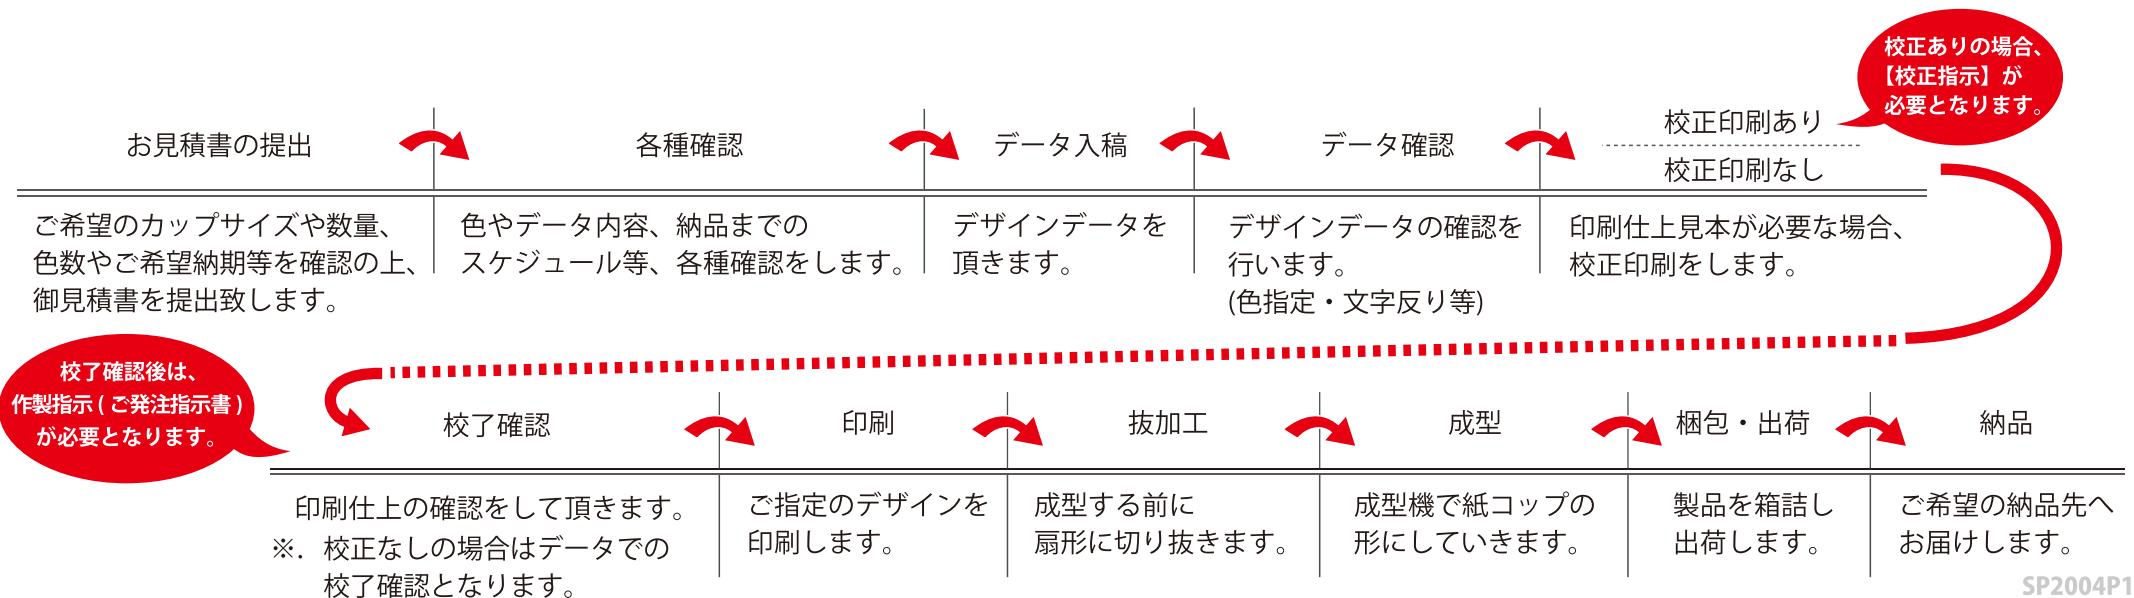 校正ありの場合、
【校正指示】が
必要となります。
お見積書の提出
各種確認
データ入稿
データ確認
校正印刷あり
校正印刷なし
ご希望のカップサイズや数量、
色数やご希望納期等を確認の上、
御見積書を提出致します。
色やデータ内容、納品までの
スケジュール等、各種確認をします。
デザインデータを
頂きます。
デザインデータの確認を
行います。
(色指定・文字反り等)
印刷仕上見本が必要な場合、
校正印刷をします。
校了確認後は、
作製指示 ( ご発注指示書 )
が必要となります。
校了確認
印刷
抜加工
成型
梱包・出荷
納品
印刷仕上の確認をして頂きます。
※．校正なしの場合はデータでの
校了確認となります。
ご指定のデザインを
印刷します。
成型する前に
扇形に切り抜きます。
成型機で紙コップの
形にしていきます。
製品を箱詰し
出荷します。
ご希望の納品先へ
お届けします。
SP2004P1